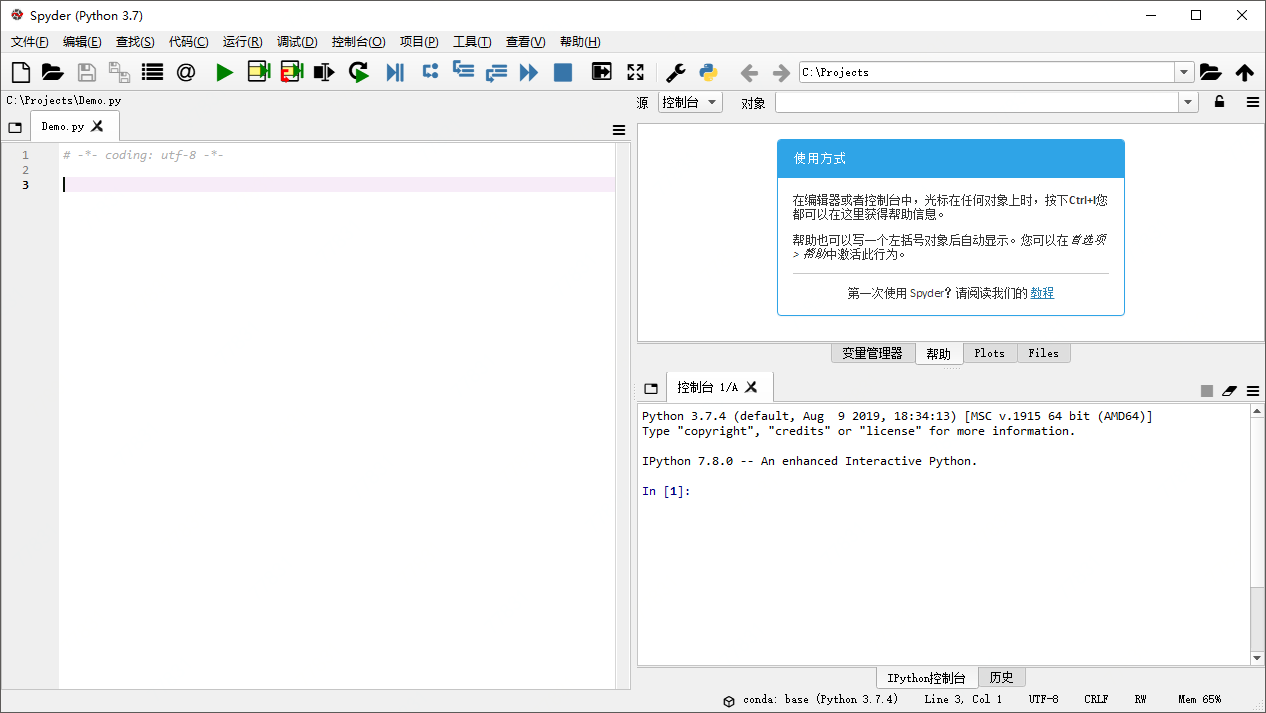 Spyder (Python 3.7)
文件(F) 编辑(E) 查找(S) 代码(C) 运行(R) 调试(D) 控制台(O) 项目(P) 工具(T) 查看(V) 帮助(H)
C:\Projects
C:\Projects\Demo.py
源 控制台 对象
Demo.py
1 # -*- coding: utf-8 -*-
2
3
使用方式
在编辑器或者控制台中，光标在任何对象上时，按下Ctrl+I您
都可以在这里获得帮助信息。
帮助也可以写一个左括号对象后自动显示。您可以在 首选项
> 帮助中激活此行为。
第一次使用 Spyder？请阅读我们的 教程
变量管理器 帮助 Plots Files
控制台 1/A
Python 3.7.4 (default, Aug  9 2019, 18:34:13) [MSC v.1915 64 bit (AMD64)]
Type "copyright", "credits" or "license" for more information.
IPython 7.8.0 -- An enhanced Interactive Python.
In [1]:
IPython控制台 历史
conda: base (Python 3.7.4) Line 3, Col 1 UTF-8 CRLF RW Mem 65%